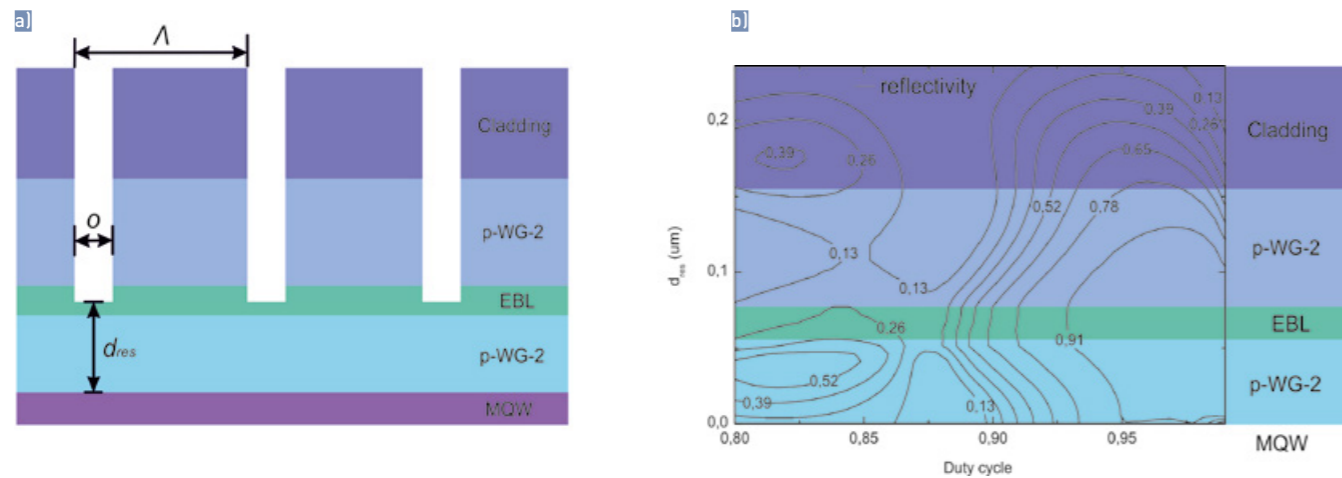 a)
Λ
Cladding
p-WG-2
o
EBL
dres
p-WG-2
MQW
b)
reflectivity
0,2
0,1
0,0
dres (um)
0,80
0,85
0,90
0,95
Duty cycle
0,39
0,26
0,13
0,13
0.26
0,52
0,39
0,13
0,13
0,39
0,26
0,65
0,52
0,78
0,91
Cladding
p-WG-2
EBL
p-WG-2
MQW